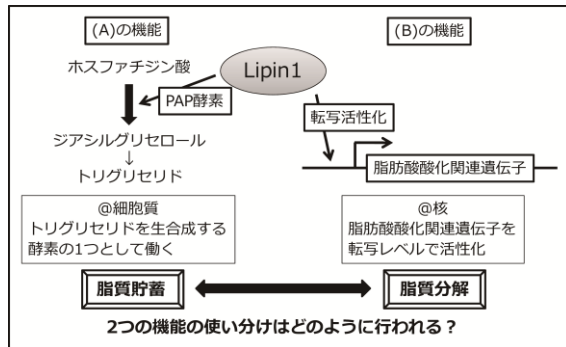 (A)の機能
(B)の機能
ホスファチジン酸
Lipin1
PAP酵素
転写活性化
ジアシルグリセロール
↓
トリグリセリド
脂肪酸酸化関連遺伝子
@細胞質
トリグリセリドを生合成する
酵素の1つとして働く
@核
脂肪酸酸化関連遺伝子を
転写レベルで活性化
脂質貯蓄
脂質分解
2つの機能の使い分けはどのように行われる？